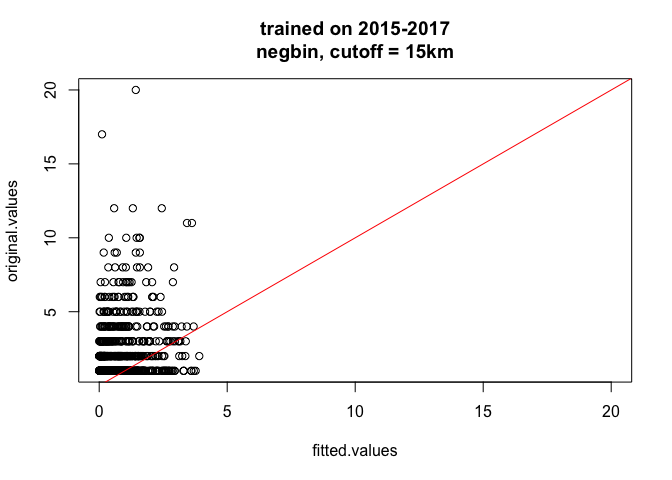 trained on 2015-2017
negbin, cutoff = 15km
20
15
10
5
original.values
0
5
10
15
20
fitted.values